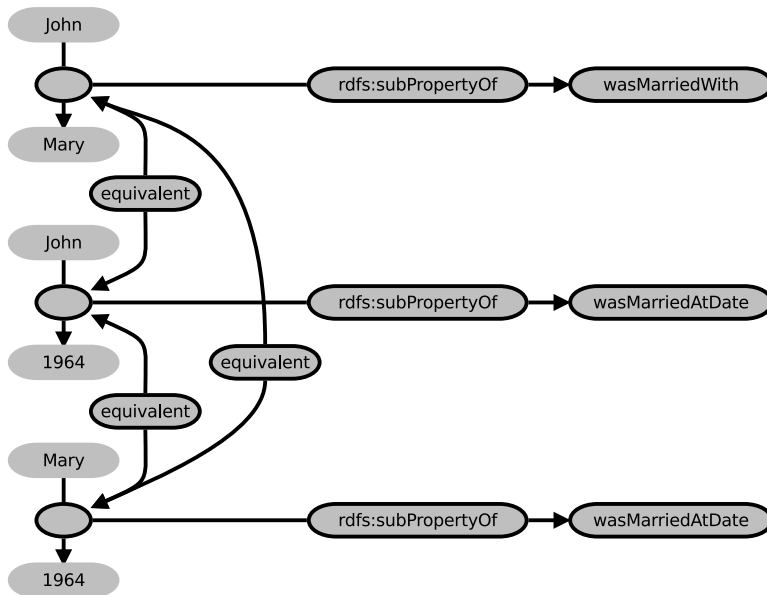 John
rdfs:subPropertyOf
wasMarriedWith
Mary
equivalent
John
rdfs:subPropertyOf
wasMarriedAtDate
1964
equivalent
equivalent
Mary
rdfs:subPropertyOf
wasMarriedAtDate
1964